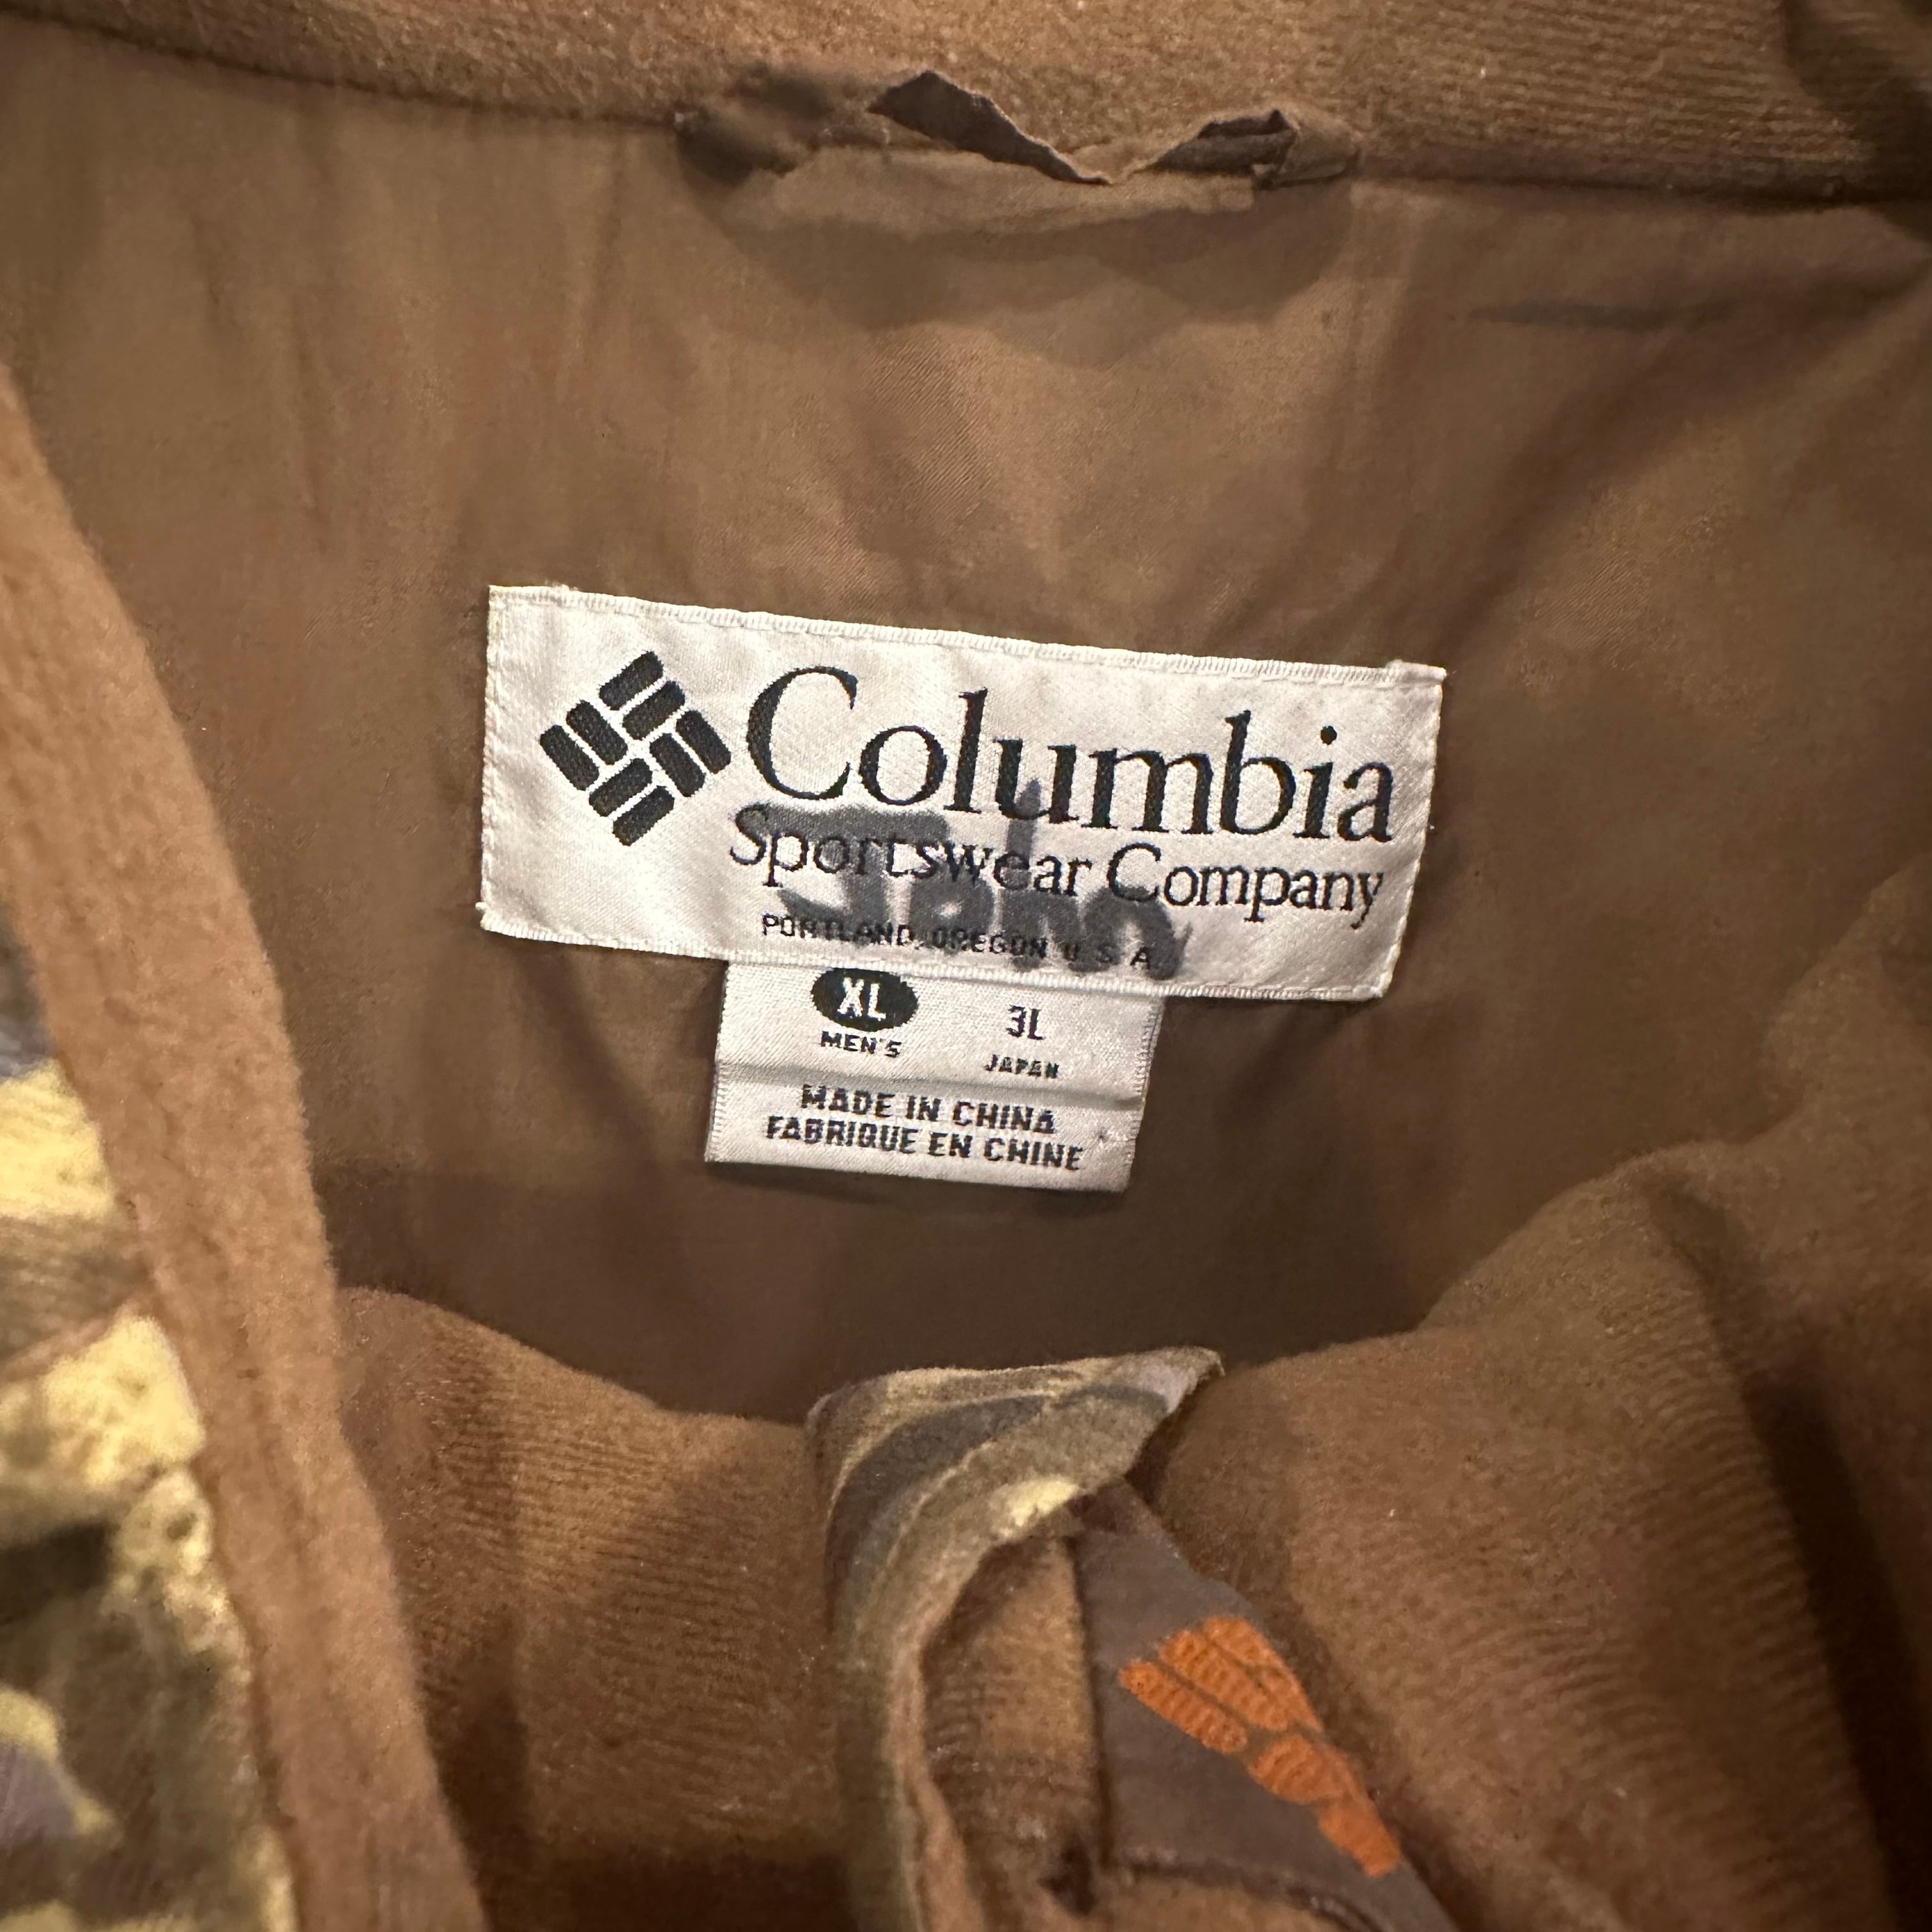 Columbia
Sportswear Company
PORTLAND, OREGON U.S.A
XL 3L
MEN'S JAPAN
MADE IN CHINA
FABRIQUE EN CHINE